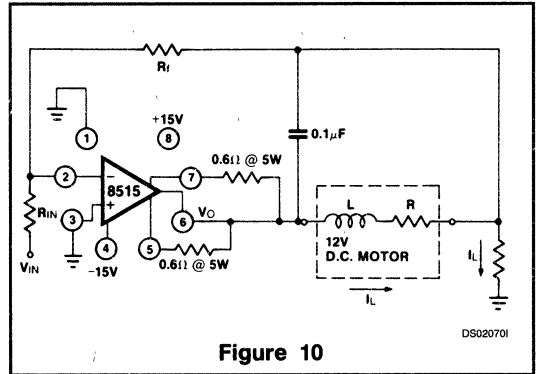 Rf
+15V
1
8
0.1µF
0.6Ω @ 5W
2
7
8515
−
+
RIN
3
6
VO
L
R
4
5
12V
D.C. MOTOR
IL
VIN
−15V
0.6Ω @ 5W
IL
DS02070I
Figure 10